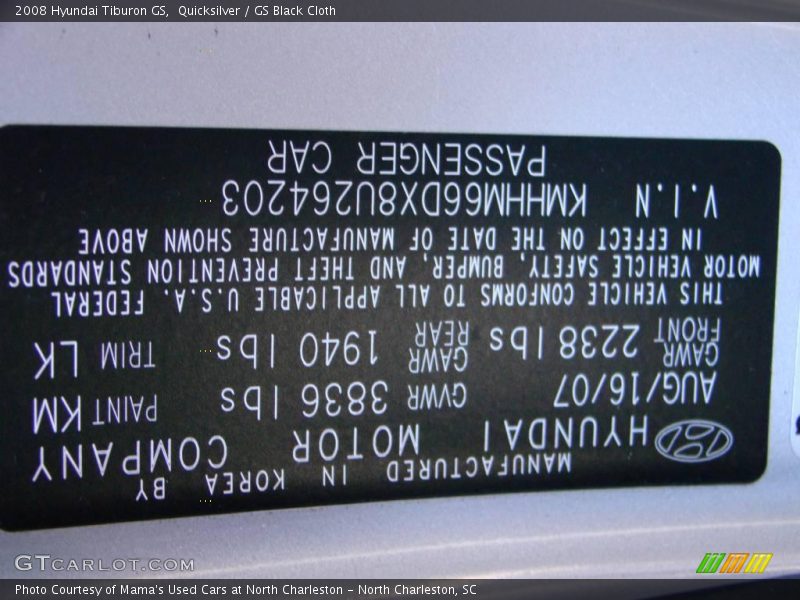 2008 Hyundai Tiburon GS,  Quicksilver / GS Black Cloth
MANUFACTURED IN KOREA BY
HYUNDAI MOTOR COMPANY
AUG/16/07 GVWR 3836 lbs PAINT KM
GAWR FRONT 2238 lbs GAWR REAR 1940 lbs TRIM LK
THIS VEHICLE CONFORMS TO ALL APPLICABLE U.S.A. FEDERAL
MOTOR VEHICLE SAFETY, BUMPER, AND THEFT PREVENTION STANDARDS
IN EFFECT ON THE DATE OF MANUFACTURE SHOWN ABOVE
V.I.N KMHHM66DX8U264203
PASSENGER CAR
GTCARLOT.COM
Photo Courtesy of Mama's Used Cars at North Charleston - North Charleston, SC